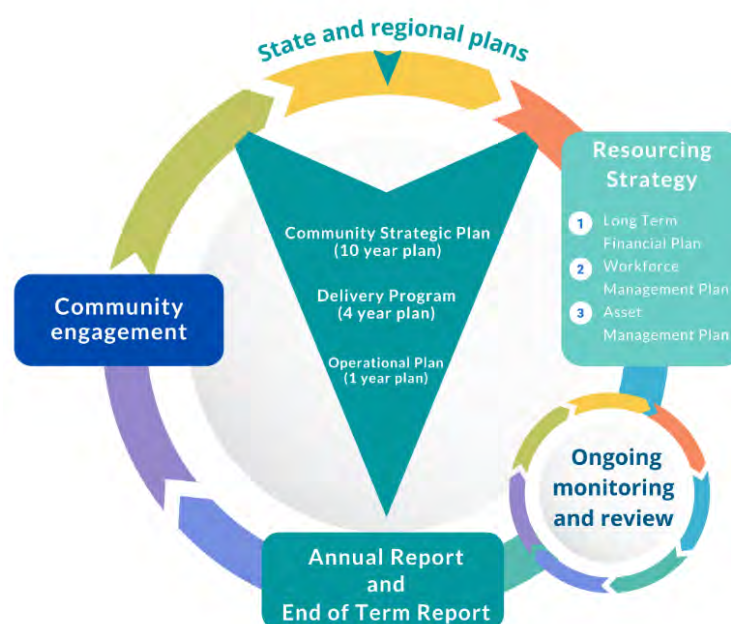 State and regional plans
Resourcing
Strategy
1 Long Term
Financial Plan
2 Workforce
Management Plan
3 Asset
Management Plan
Community Strategic Plan
(10 year plan)
Delivery Program
(4 year plan)
Operational Plan
(1 year plan)
Community
engagement
Ongoing
monitoring
and review
Annual Report
and
End of Term Report